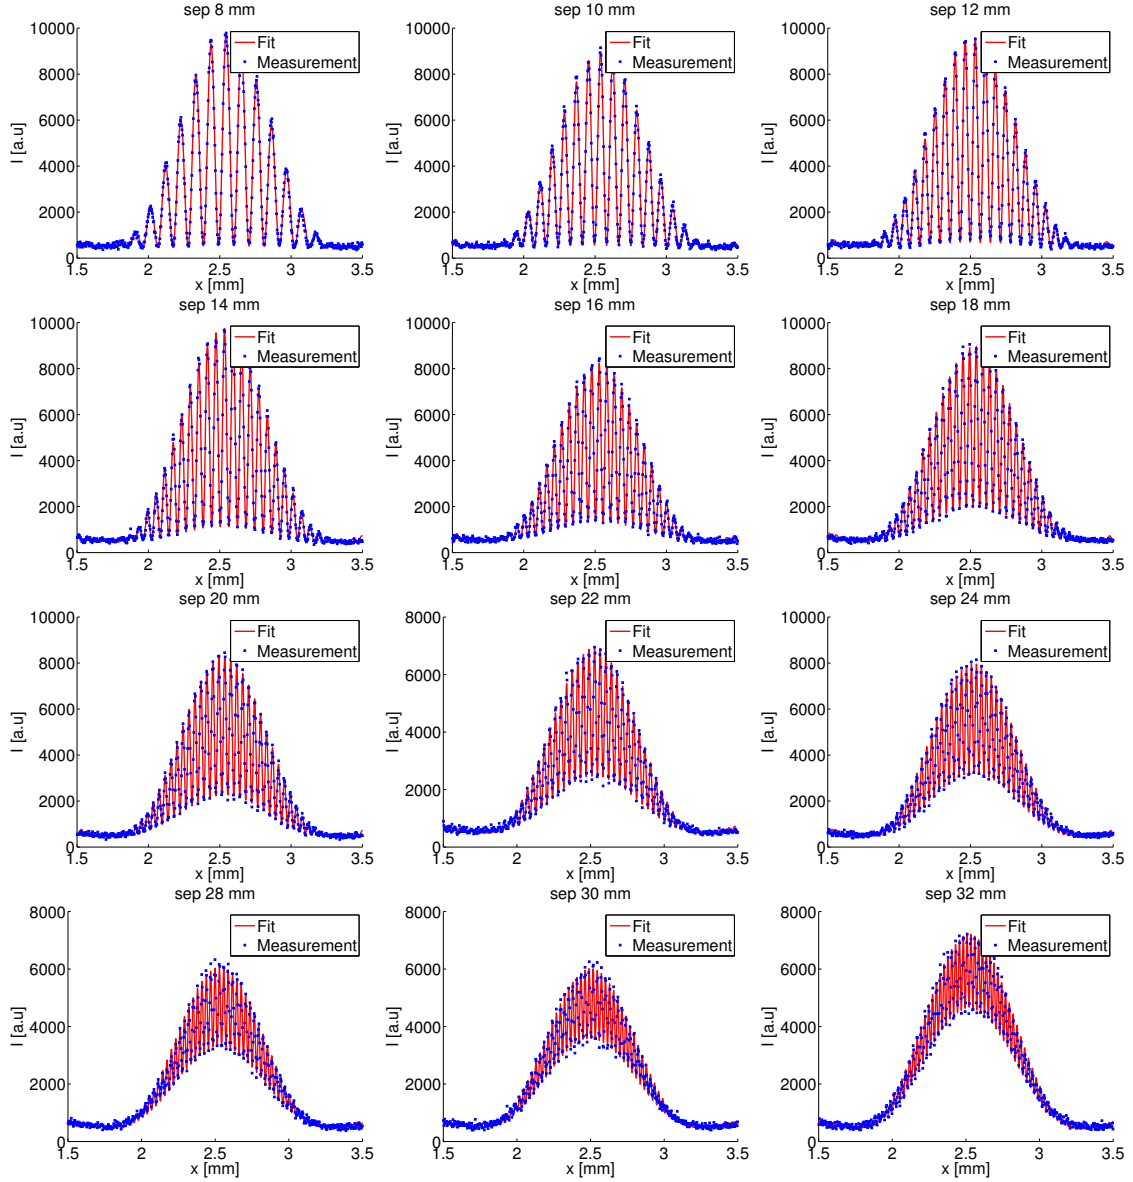 sep 8 mm
10000
8000
6000
4000
2000
0
I [a.u]
Fit
Measurement
1.5 2 2.5 3 3.5
x [mm]
sep 10 mm
10000
8000
6000
4000
2000
0
I [a.u]
Fit
Measurement
1.5 2 2.5 3 3.5
x [mm]
sep 12 mm
10000
8000
6000
4000
2000
0
I [a.u]
Fit
Measurement
1.5 2 2.5 3 3.5
x [mm]
sep 14 mm
10000
8000
6000
4000
2000
0
I [a.u]
Fit
Measurement
1.5 2 2.5 3 3.5
x [mm]
sep 16 mm
10000
8000
6000
4000
2000
0
I [a.u]
Fit
Measurement
1.5 2 2.5 3 3.5
x [mm]
sep 18 mm
10000
8000
6000
4000
2000
0
I [a.u]
Fit
Measurement
1.5 2 2.5 3 3.5
x [mm]
sep 20 mm
10000
8000
6000
4000
2000
0
I [a.u]
Fit
Measurement
1.5 2 2.5 3 3.5
x [mm]
sep 22 mm
8000
6000
4000
2000
0
I [a.u]
Fit
Measurement
1.5 2 2.5 3 3.5
x [mm]
sep 24 mm
10000
8000
6000
4000
2000
0
I [a.u]
Fit
Measurement
1.5 2 2.5 3 3.5
x [mm]
sep 28 mm
8000
6000
4000
2000
0
I [a.u]
Fit
Measurement
1.5 2 2.5 3 3.5
x [mm]
sep 30 mm
8000
6000
4000
2000
0
I [a.u]
Fit
Measurement
1.5 2 2.5 3 3.5
x [mm]
sep 32 mm
8000
6000
4000
2000
0
I [a.u]
Fit
Measurement
1.5 2 2.5 3 3.5
x [mm]